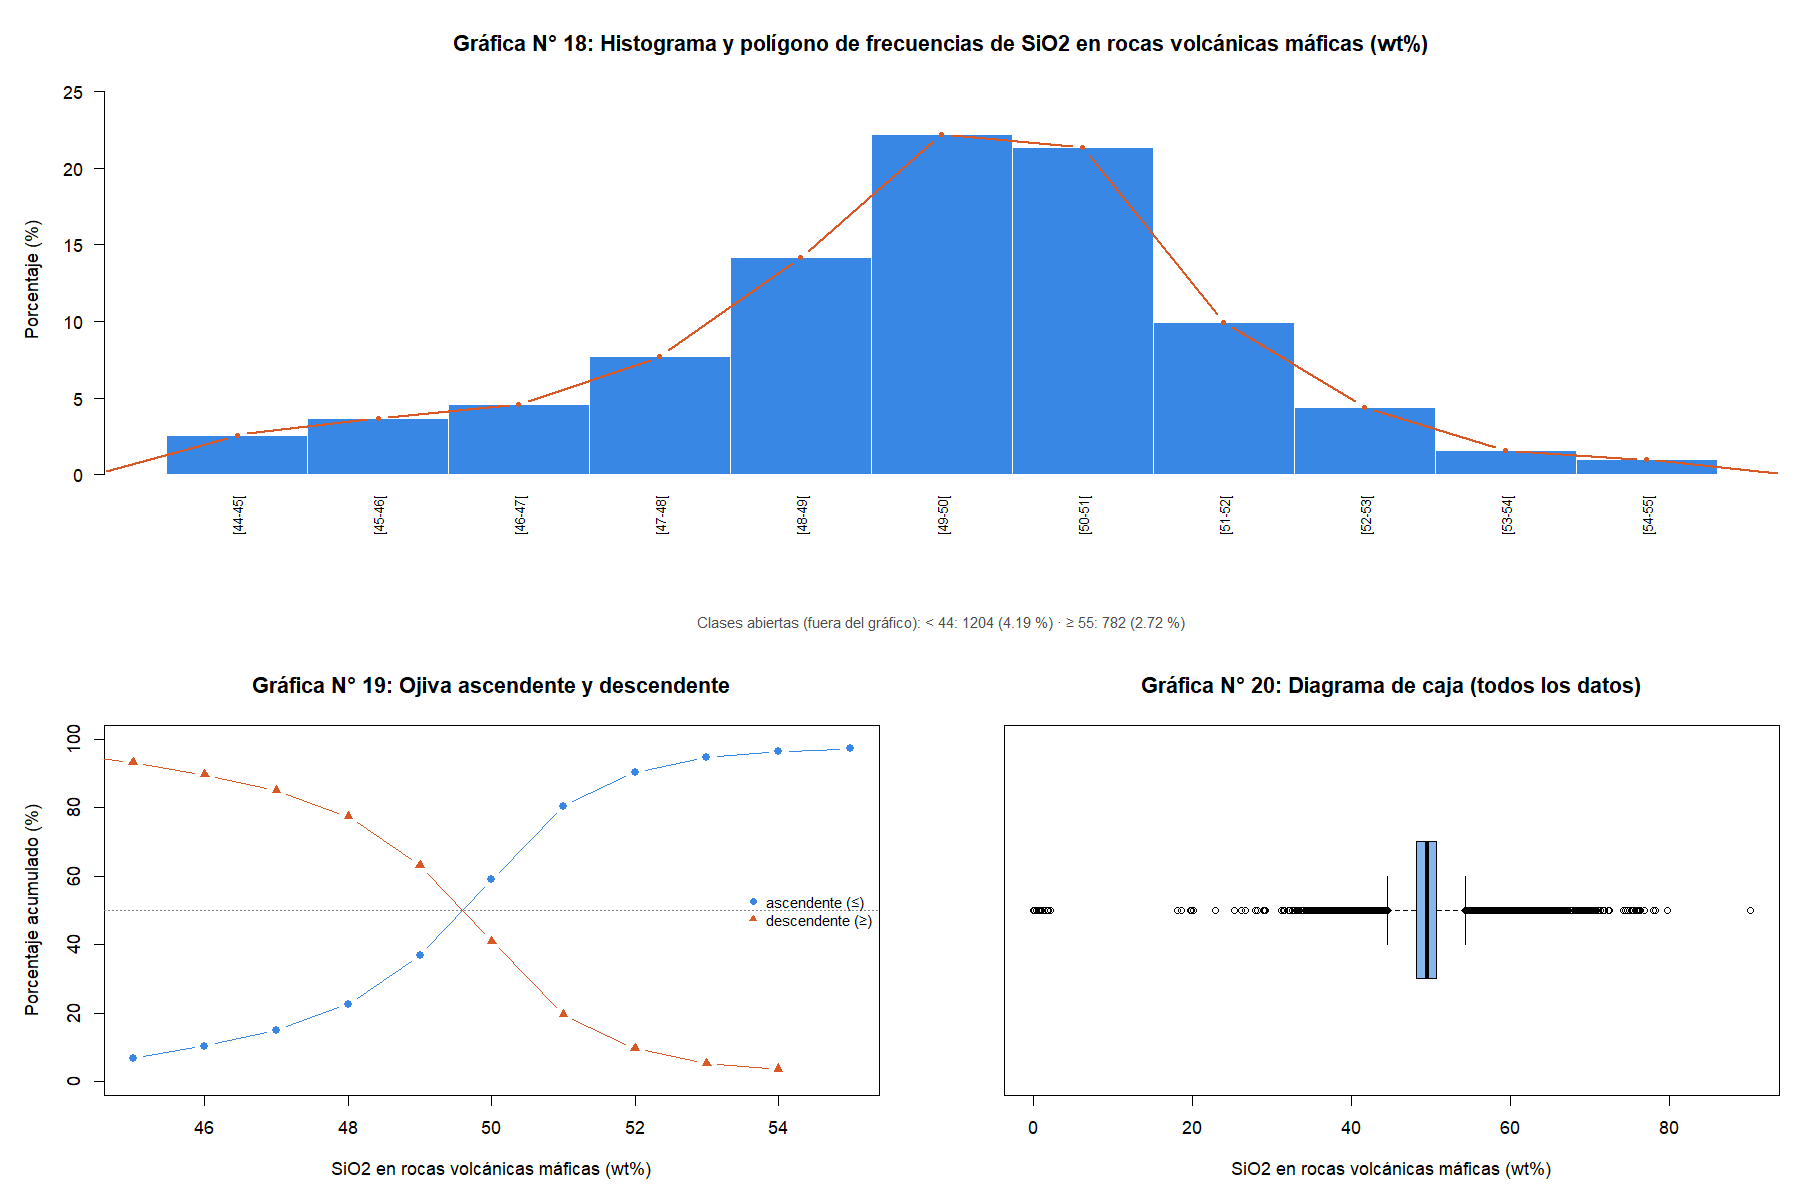 Gráfica N° 18: Histograma y polígono de frecuencias de SiO2 en rocas volcánicas máficas (wt%)
Porcentaje (%)
25
20
15
10
5
0
[44-45[
[45-46[
[46-47[
[47-48[
[48-49[
[49-50[
[50-51[
[51-52[
[52-53[
[53-54[
[54-55[
Clases abiertas (fuera del gráfico): < 44: 1204 (4.19 %) · ≥ 55: 782 (2.72 %)
Gráfica N° 19: Ojiva ascendente y descendente
Porcentaje acumulado (%)
100
80
60
40
20
0
ascendente (≤)
descendente (≥)
46 48 50 52 54
SiO2 en rocas volcánicas máficas (wt%)
Gráfica N° 20: Diagrama de caja (todos los datos)
0 20 40 60 80
SiO2 en rocas volcánicas máficas (wt%)